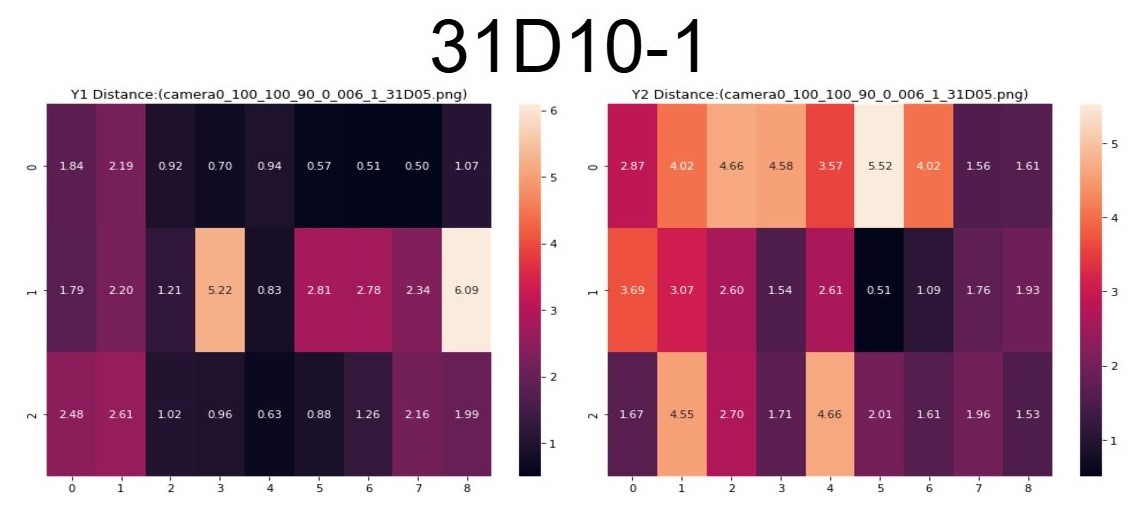 31D10-1
Y1 Distance:(camera0_100_100_90_0_006_1_31D05.png)
0 1.84 2.19 0.92 0.70 0.94 0.57 0.51 0.50 1.07
1 1.79 2.20 1.21 5.22 0.83 2.81 2.78 2.34 6.09
2 2.48 2.61 1.02 0.96 0.63 0.88 1.26 2.16 1.99
0 1 2 3 4 5 6 7 8
6
5
4
3
2
1
Y2 Distance:(camera0_100_100_90_0_006_1_31D05.png)
0 2.87 4.02 4.66 4.58 3.57 5.52 4.02 1.56 1.61
1 3.69 3.07 2.60 1.54 2.61 0.51 1.09 1.76 1.93
2 1.67 4.55 2.70 1.71 4.66 2.01 1.61 1.96 1.53
0 1 2 3 4 5 6 7 8
5
4
3
2
1